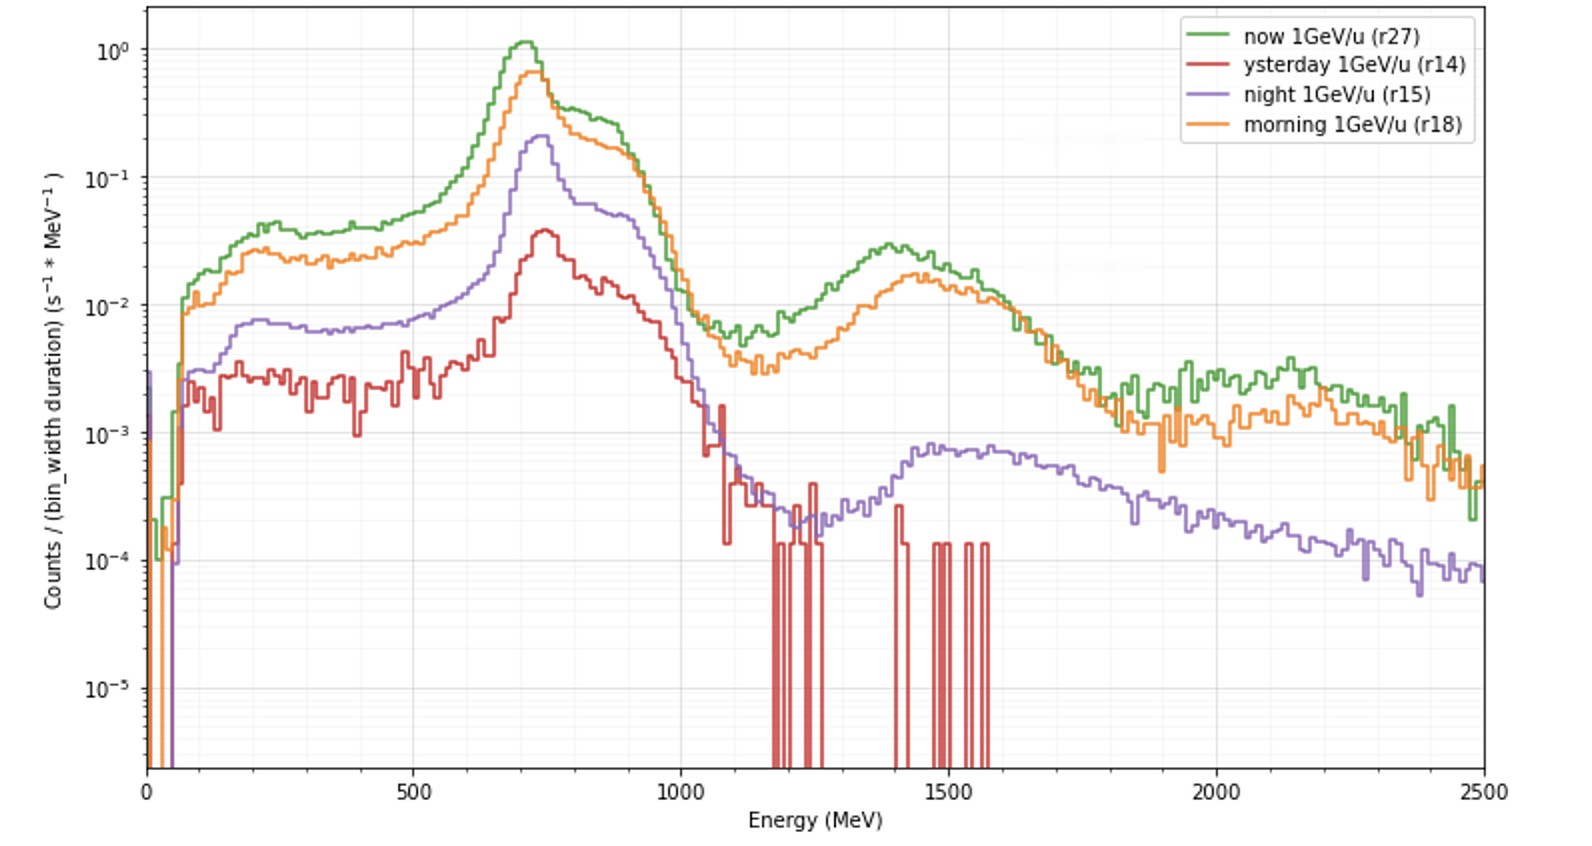 now 1GeV/u (r27)
ysterday 1GeV/u (r14)
night 1GeV/u (r15)
morning 1GeV/u (r18)
Counts / (bin_width duration) (s⁻¹ * MeV⁻¹ )
10⁰
10⁻¹
10⁻²
10⁻³
10⁻⁴
10⁻⁵
0 500 1000 1500 2000 2500
Energy (MeV)